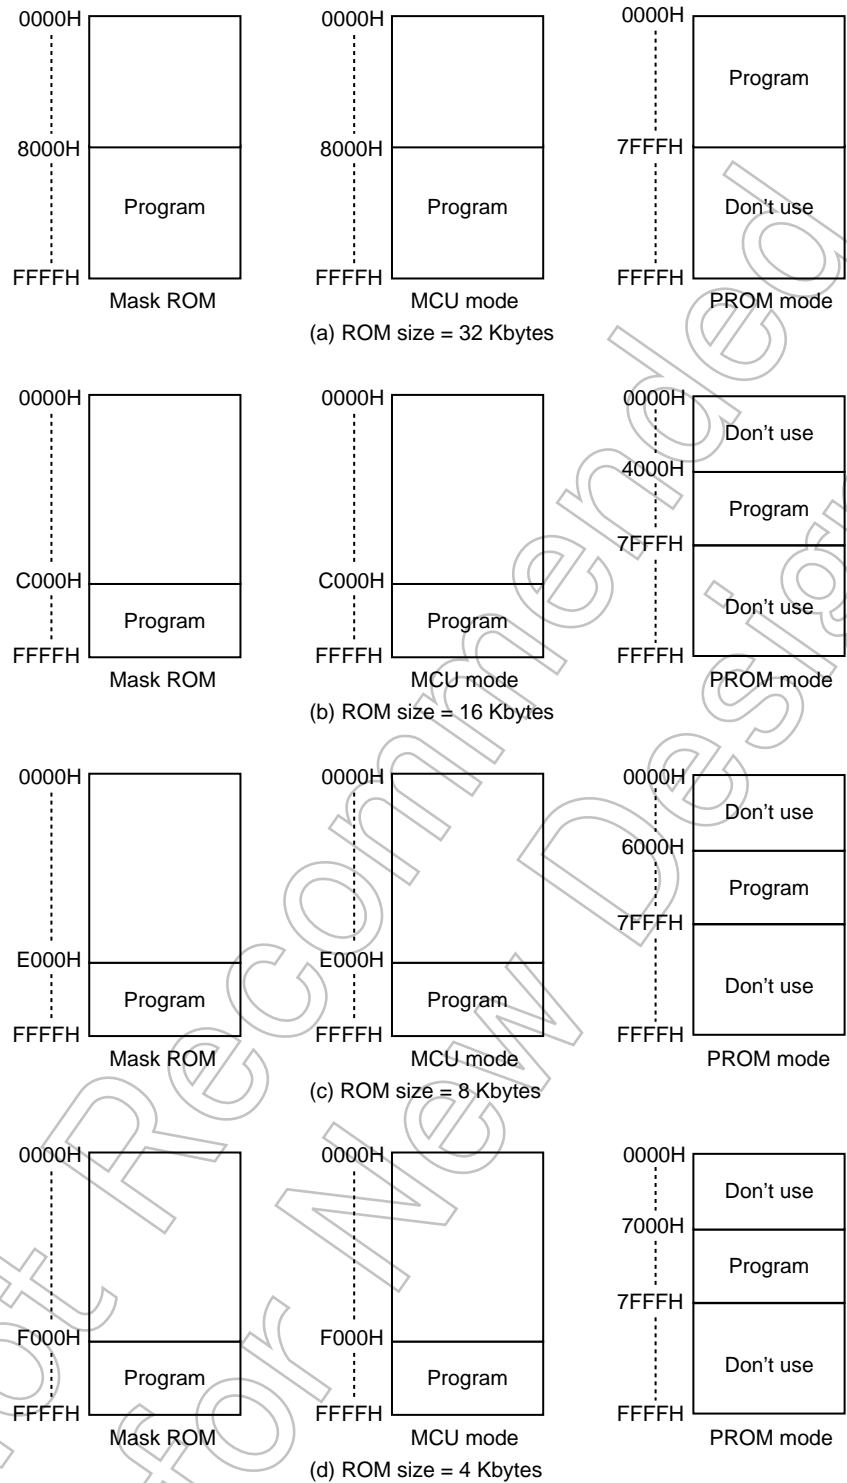 0000H 0000H 0000H
Program
8000H 8000H 7FFFH
Program Program Don't use
FFFFH FFFFH FFFFH
Mask ROM MCU mode PROM mode
(a) ROM size = 32 Kbytes
0000H 0000H 0000H
Don't use
4000H
Program
7FFFH
C000H C000H
Program Program Don't use
FFFFH FFFFH FFFFH
Mask ROM MCU mode PROM mode
(b) ROM size = 16 Kbytes
0000H 0000H 0000H
Don't use
6000H
Program
7FFFH
E000H E000H
Program Program Don't use
FFFFH FFFFH FFFFH
Mask ROM MCU mode PROM mode
(c) ROM size = 8 Kbytes
0000H 0000H 0000H
Don't use
7000H
Program
7FFFH
F000H F000H
Program Program Don't use
FFFFH FFFFH FFFFH
Mask ROM MCU mode PROM mode
(d) ROM size = 4 Kbytes
Recommended
for New